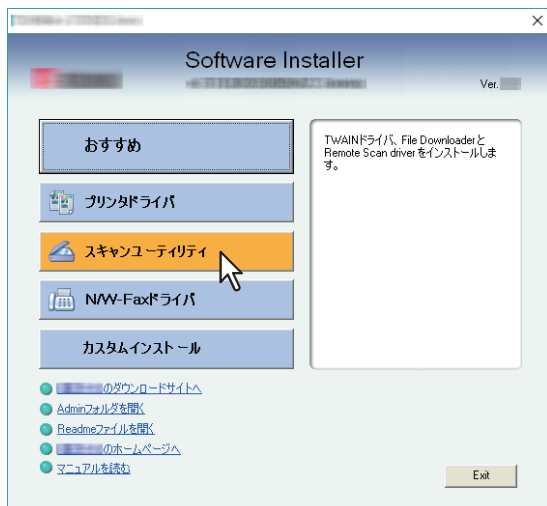 Software Installer
Ver.
おすすめ
プリンタドライバ
スキャンユーティリティ
N/W-Faxドライバ
カスタムインストール
TWAINドライバ、File Downloaderと
Remote Scan driverをインストールしま
す。
のダウンロードサイトへ
Adminフォルダを開く
Readmeファイルを開く
のホームページへ
マニュアルを読む
Exit